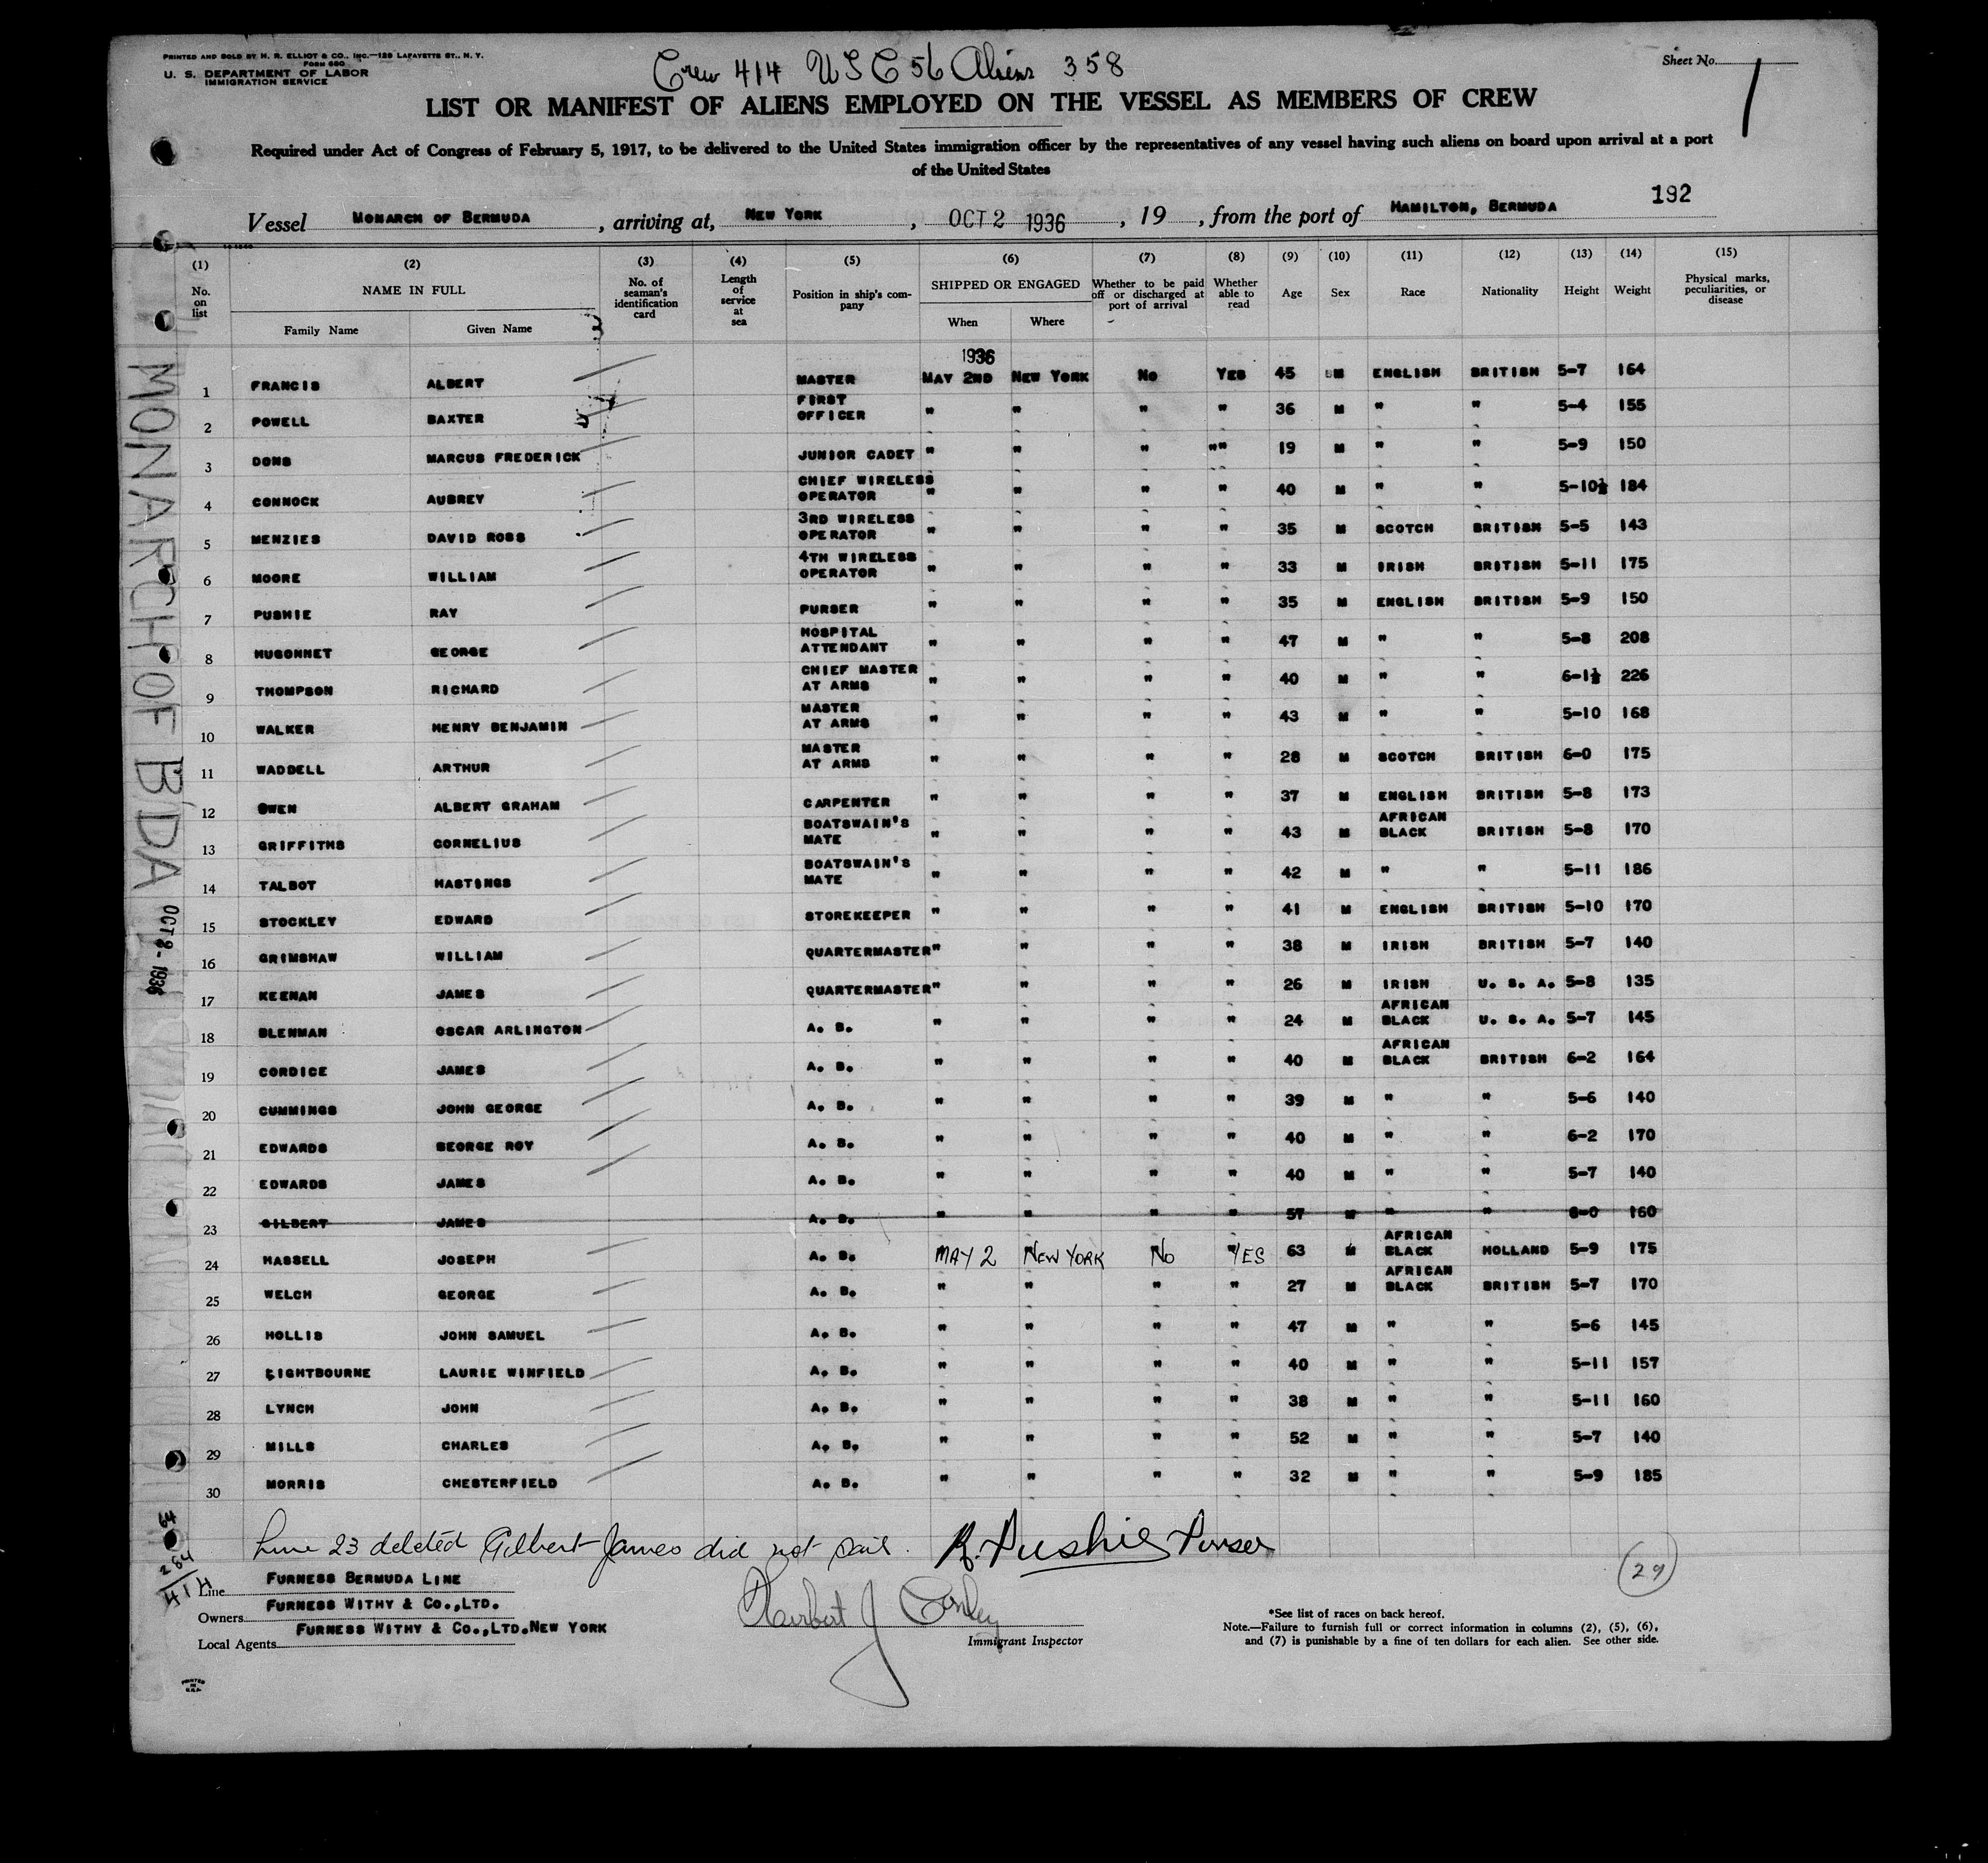 PRINTED AND SOLD BY H. R. ELLIOT & CO., INC.—129 LAFAYETTE ST., N. Y.
FORM 680
U. S. DEPARTMENT OF LABOR
IMMIGRATION SERVICE
Crew 414 USC 56 Aliens 358
Sheet No. 1
LIST OR MANIFEST OF ALIENS EMPLOYED ON THE VESSEL AS MEMBERS OF CREW
Required under Act of Congress of February 5, 1917, to be delivered to the United States immigration officer by the representatives of any vessel having such aliens on board upon arrival at a port
of the United States
192
Vessel MONARCH OF BERMUDA, arriving at, NEW YORK, OCT 2 1936, 19, from the port of HAMILTON, BERMUDA
(1) (2) (3) (4) (5) (6) (7) (8) (9) (10) (11) (12) (13) (14) (15)
No. on list NAME IN FULL Family Name Given Name No. of seaman's identification card Length of service at sea Position in ship's company SHIPPED OR ENGAGED When Where Whether to be paid off or discharged at port of arrival Whether able to read Age Sex Race Nationality Height Weight Physical marks, peculiarities, or disease
1936
1 FRANCIS ALBERT MASTER MAY 2ND NEW YORK NO YES 45 M ENGLISH BRITISH 5-7 164
2 POWELL BAXTER FIRST OFFICER " " " " 36 M " " 5-4 155
3 DONS MARCUS FREDERICK JUNIOR CADET " " " "" 19 M " " 5-9 150
4 CONNOCK AUBREY CHIEF WIRELESS OPERATOR " " " " 40 M " " 5-10½ 184
5 MENZIES DAVID ROSS 3RD WIRELESS OPERATOR " " " " 35 M SCOTCH BRITISH 5-5 143
6 MOORE WILLIAM 4TH WIRELESS OPERATOR " " " " 33 M IRISH BRITISH 5-11 175
7 PUSHIE RAY PURSER " " " " 35 M ENGLISH BRITISH 5-9 150
8 HUGONNET GEORGE HOSPITAL ATTENDANT " " " " 47 M " " 5-8 208
9 THOMPSON RICHARD CHIEF MASTER AT ARMS " " " " 40 M " " 6-1½ 226
10 WALKER HENRY BENJAMIN MASTER AT ARMS " " " " 43 M " " 5-10 168
11 WADDELL ARTHUR MASTER AT ARMS " " " " 28 M SCOTCH BRITISH 6-0 175
12 OWEN ALBERT GRAHAM CARPENTER " " " " 37 M ENGLISH BRITISH 5-8 173
13 GRIFFITHS CORNELIUS BOATSWAIN'S MATE " " " " 43 M AFRICAN BLACK BRITISH 5-8 170
14 TALBOT HASTINGS BOATSWAIN'S MATE " " " " 42 M " " 5-11 186
15 STOCKLEY EDWARD STOREKEEPER " " " " 41 M ENGLISH BRITISH 5-10 170
16 GRIMSHAW WILLIAM QUARTERMASTER " " " " 38 M IRISH BRITISH 5-7 140
17 KEENAN JAMES QUARTERMASTER " " " " 26 M IRISH U. S. A. 5-8 135
18 BLENMAN OSCAR ARLINGTON A. B. " " " " 24 M AFRICAN BLACK U. S. A. 5-7 145
19 CORDICE JAMES A. B. " " " " 40 M AFRICAN BLACK BRITISH 6-2 164
20 CUMMINGS JOHN GEORGE A. B. " " " " 39 M " " 5-6 140
21 EDWARDS GEORGE ROY A. B. " " " " 40 M " " 6-2 170
22 EDWARDS JAMES A. B. " " " " 40 M " " 5-7 140
23 GILBERT JAMES A. B. " " " " 57 M " " 6-0 160
24 HASSELL JOSEPH A. B. MAY 2 NEW YORK NO YES 63 M AFRICAN BLACK HOLLAND 5-9 175
25 WELCH GEORGE A. B. " " " " 27 M AFRICAN BLACK BRITISH 5-7 170
26 HOLLIS JOHN SAMUEL A. B. " " " " 47 M " " 5-6 145
27 LIGHTBOURNE LAURIE WINFIELD A. B. " " " " 40 M " " 5-11 157
28 LYNCH JOHN A. B. " " " " 38 M " " 5-11 160
29 MILLS CHARLES A. B. " " " " 52 M " " 5-7 140
30 MORRIS CHESTERFIELD A. B. " " " " 32 M " " 5-9 185
MONARCH OF B'DA OCT 2 - 1936
Line 23 deleted Gilbert James did not sail. R. Pushie Purser
(29)
414
Line FURNESS BERMUDA LINE
Owners FURNESS WITHY & CO., LTD.
Local Agents FURNESS WITHY & CO., LTD. NEW YORK
Immigrant Inspector
*See list of races on back hereof.
Note.—Failure to furnish full or correct information in columns (2), (5), (6),
and (7) is punishable by a fine of ten dollars for each alien. See other side.
PRINTED IN U.S.A.